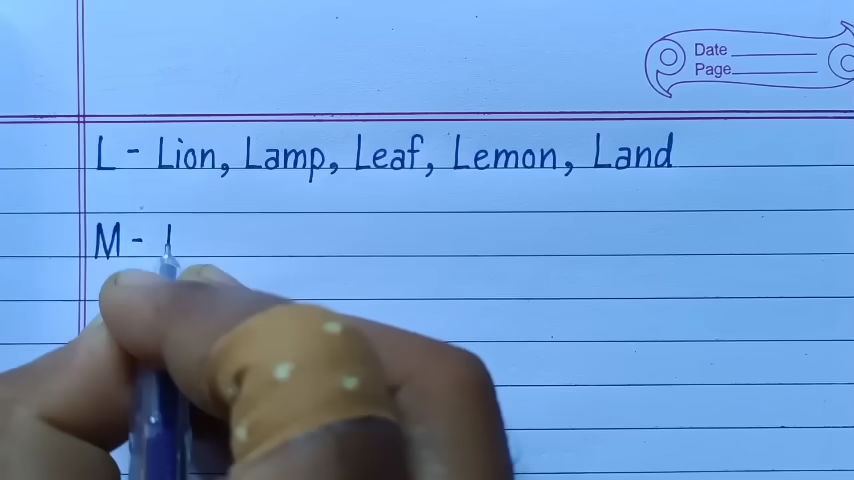 Date
Page
L - Lion, Lamp, Leaf, Lemon, Land
M -